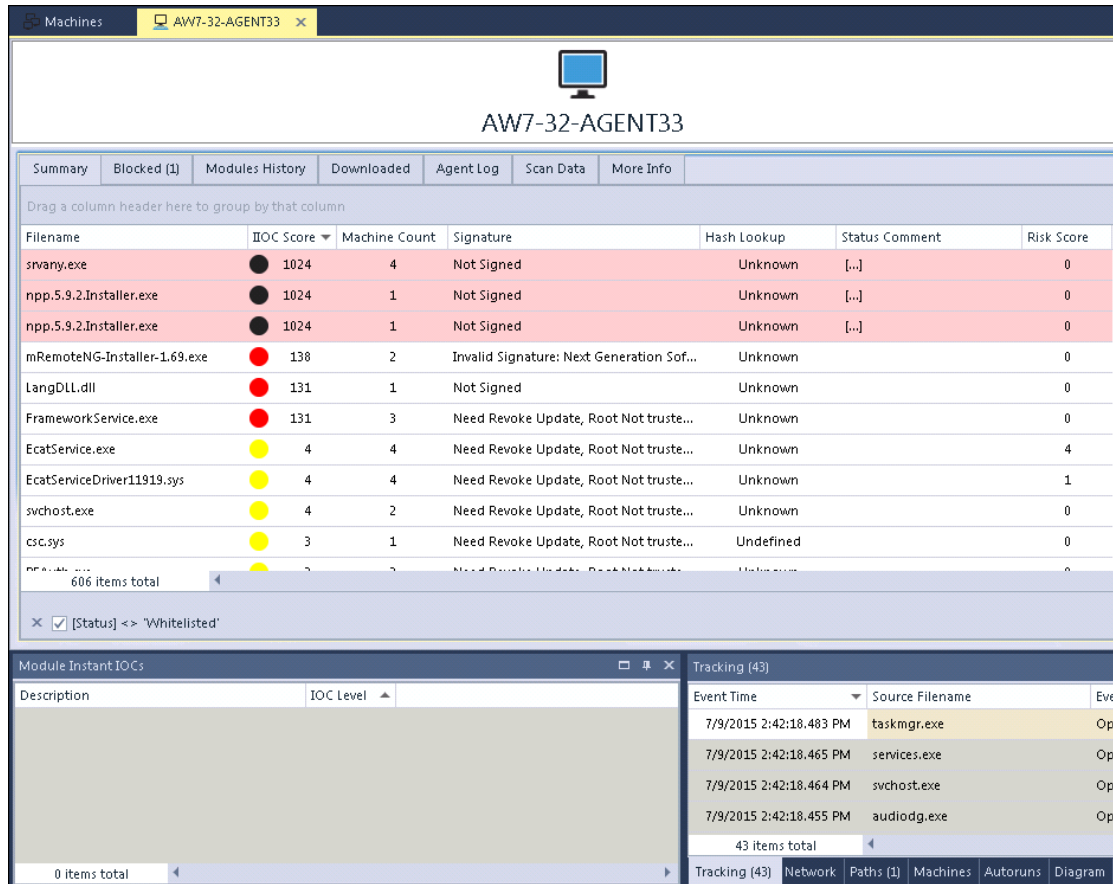 Machines AW7-32-AGENT33
AW7-32-AGENT33
Summary Blocked (1) Modules History Downloaded Agent Log Scan Data More Info
Drag a column header here to group by that column
Filename IIOC Score Machine Count Signature Hash Lookup Status Comment Risk Score
srvany.exe 1024 4 Not Signed Unknown [...] 0
npp.5.9.2.Installer.exe 1024 1 Not Signed Unknown [...] 0
npp.5.9.2.Installer.exe 1024 1 Not Signed Unknown [...] 0
mRemoteNG-Installer-1.69.exe 138 2 Invalid Signature: Next Generation Sof... Unknown 0
LangDLL.dll 131 1 Not Signed Unknown 0
FrameworkService.exe 131 3 Need Revoke Update, Root Not truste... Unknown 0
EcatService.exe 4 4 Need Revoke Update, Root Not truste... Unknown 4
EcatServiceDriver11919.sys 4 4 Need Revoke Update, Root Not truste... Unknown 1
svchost.exe 4 2 Need Revoke Update, Root Not truste... Unknown 0
csc.sys 3 1 Need Revoke Update, Root Not truste... Undefined 0
606 items total
[Status] <> 'Whitelisted'
Module Instant IOCs
Description IOC Level
0 items total
Tracking (43)
Event Time Source Filename Eve
7/9/2015 2:42:18.483 PM taskmgr.exe Op
7/9/2015 2:42:18.465 PM services.exe Op
7/9/2015 2:42:18.464 PM svchost.exe Op
7/9/2015 2:42:18.455 PM audiodg.exe Op
43 items total
Tracking (43) Network Paths (1) Machines Autoruns Diagram